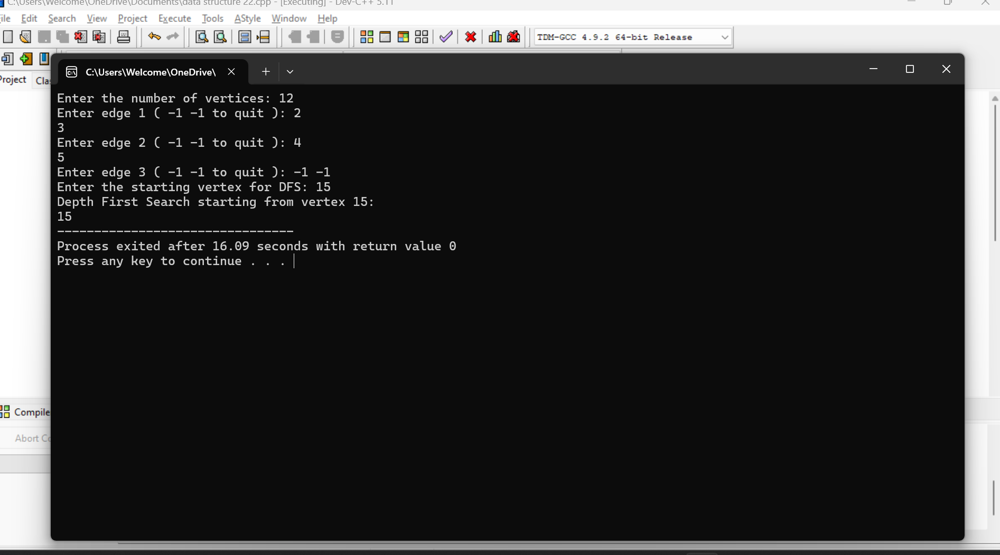 C:\Users\Welcome\OneDrive\Documents\data structure 22.cpp - [Executing] - Dev-C++ 5.11
Edit Search View Project Execute Tools AStyle Window Help
TDM-GCC 4.9.2 64-bit Release
C:\Users\Welcome\OneDrive\
Enter the number of vertices: 12
Enter edge 1 ( -1 -1 to quit ): 2
3
Enter edge 2 ( -1 -1 to quit ): 4
5
Enter edge 3 ( -1 -1 to quit ): -1 -1
Enter the starting vertex for DFS: 15
Depth First Search starting from vertex 15:
15
--------------------------------
Process exited after 16.09 seconds with return value 0
Press any key to continue . . .
Project
Compile
Abort